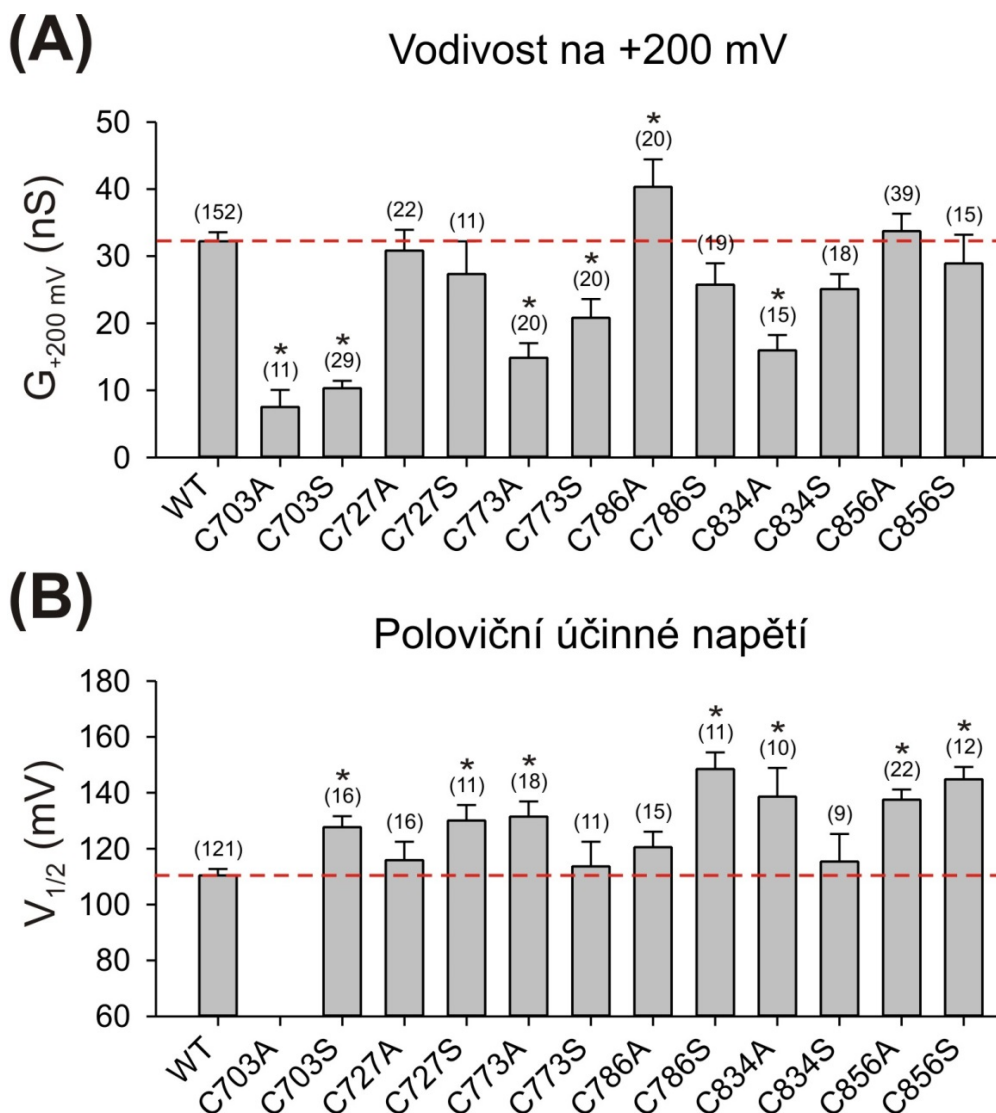 (A)
Vodivost na +200 mV
G+200 mV (nS)
50
40
30
20
10
0
(152)
*
(11)
*
(29)
(22)
(11)
*
(20)
*
(20)
*
(20)
(19)
*
(15)
(18)
(39)
(15)
WT
C703A
C703S
C727A
C727S
C773A
C773S
C786A
C786S
C834A
C834S
C856A
C856S
(B)
Poloviční účinné napětí
V1/2 (mV)
180
160
140
120
100
80
60
(121)
*
(16)
(16)
*
(11)
*
(18)
(11)
(15)
*
(11)
*
(10)
(9)
*
(22)
*
(12)
WT
C703A
C703S
C727A
C727S
C773A
C773S
C786A
C786S
C834A
C834S
C856A
C856S